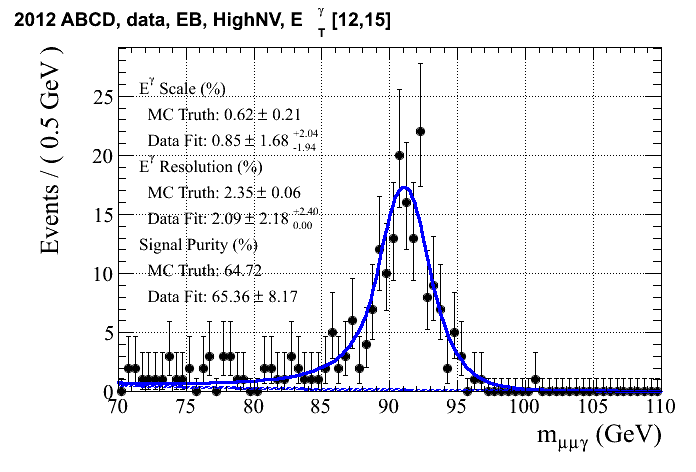 2012 ABCD, data, EB, HighNV, E γ T [12,15]
Events / ( 0.5 GeV )
25
20
15
10
5
0
E^γ Scale (%)
MC Truth: 0.62 ± 0.21
Data Fit: 0.85 ± 1.68 +2.04 -1.94
E^γ Resolution (%)
MC Truth: 2.35 ± 0.06
Data Fit: 2.09 ± 2.18 +2.40 0.00
Signal Purity (%)
MC Truth: 64.72
Data Fit: 65.36 ± 8.17
70 75 80 85 90 95 100 105 110
m_μμγ (GeV)